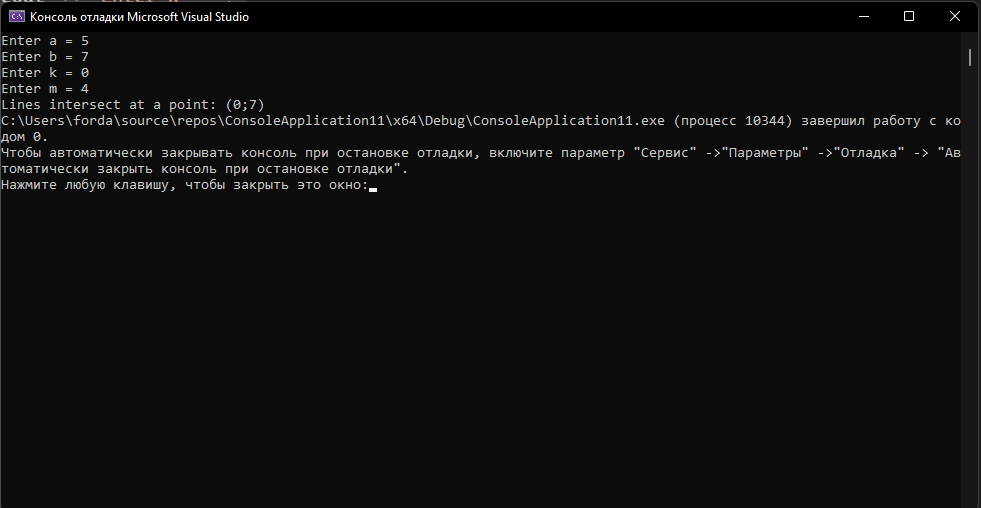 Консоль отладки Microsoft Visual Studio
Enter a = 5
Enter b = 7
Enter k = 0
Enter m = 4
Lines intersect at a point: (0;7)
C:\Users\forda\source\repos\ConsoleApplication11\x64\Debug\ConsoleApplication11.exe (процесс 10344) завершил работу с ко
дом 0.
Чтобы автоматически закрывать консоль при остановке отладки, включите параметр "Сервис" ->"Параметры" ->"Отладка" -> "Ав
томатически закрыть консоль при остановке отладки".
Нажмите любую клавишу, чтобы закрыть это окно: